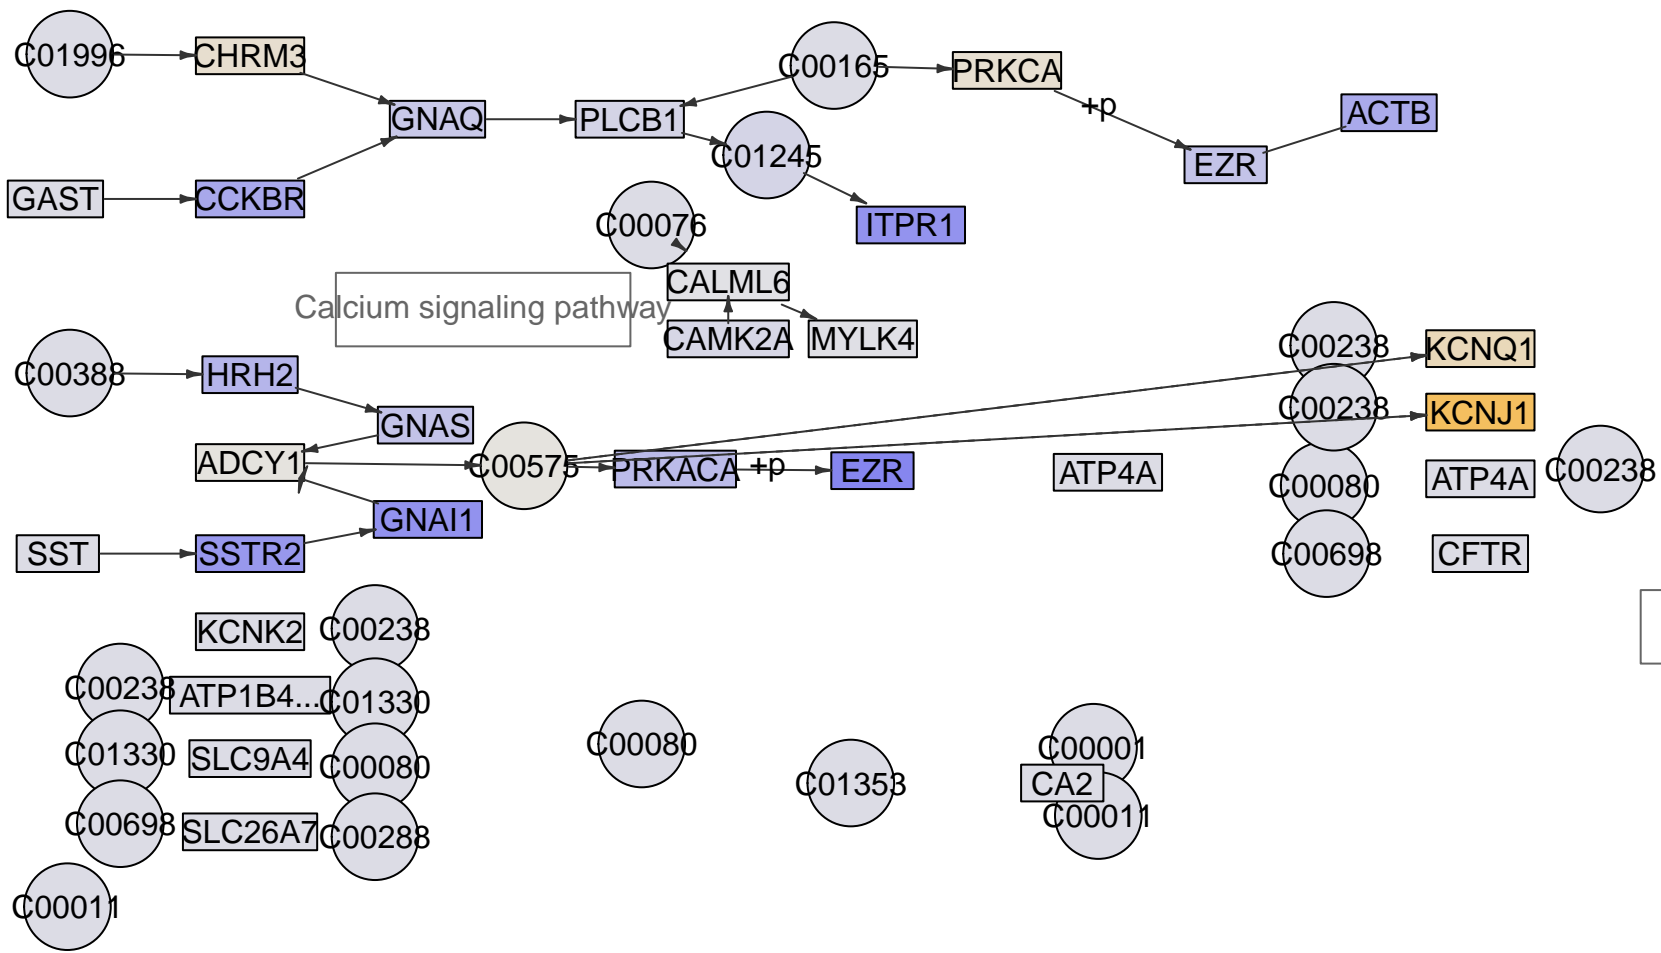 C01996
CHRM3
C00165
PRKCA
+p
ACTB
GNAQ
PLCB1
C01245
EZR
GAST
CCKBR
C00076
ITPR1
CALML6
Calcium signaling pathway
CAMK2A
MYLK4
C00238
KCNQ1
C00388
HRH2
C00238
KCNJ1
GNAS
ADCY1
C00575
PRKACA
+p
EZR
ATP4A
C00080
ATP4A
C00238
GNAI1
SST
SSTR2
C00698
CFTR
KCNK2
C00238
C00238
ATP1B4...
C01330
C01330
SLC9A4
C00080
C00080
C01353
C00001
CA2
C00011
C00698
SLC26A7
C00288
C00011